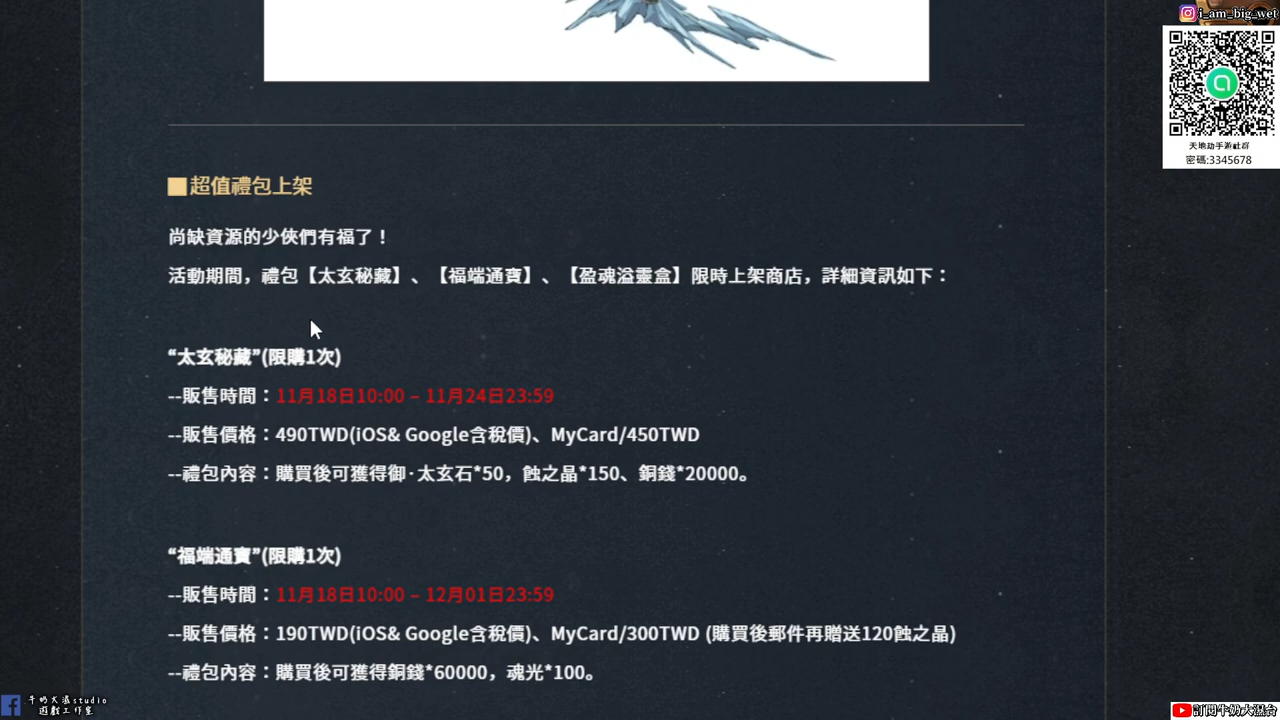 i_am_big_wet
天地劫手遊社群
密碼:3345678
■超值禮包上架
尚缺資源的少俠們有福了！
活動期間，禮包【太玄秘藏】、【福端通寶】、【盈魂溢靈盒】限時上架商店，詳細資訊如下：
“太玄秘藏”(限購1次)
--販售時間：11月18日10:00 – 11月24日23:59
--販售價格：490TWD(iOS& Google含稅價)、MyCard/450TWD
--禮包內容：購買後可獲得御·太玄石*50，蝕之晶*150、銅錢*20000。
“福端通寶”(限購1次)
--販售時間：11月18日10:00 – 12月01日23:59
--販售價格：190TWD(iOS& Google含稅價)、MyCard/300TWD (購買後郵件再贈送120蝕之晶)
--禮包內容：購買後可獲得銅錢*60000，魂光*100。
牛奶大濕studio
遊戲工作室
訂閱牛奶大濕台